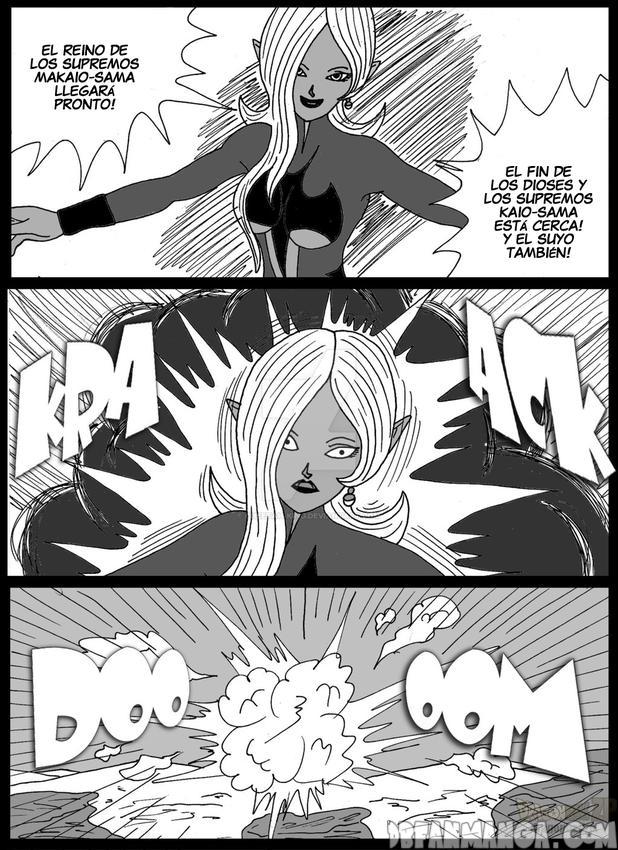 EL REINO DE
LOS SUPREMOS
MAKAIO-SAMA
LLEGARÁ
PRONTO!
EL FIN DE
LOS DIOSES Y
LOS SUPREMOS
KAIO-SAMA
ESTÁ CERCA!
Y EL SUYO
TAMBIÉN!
KRA
ACK
DOO
OOM
DBFANMANGA.COM